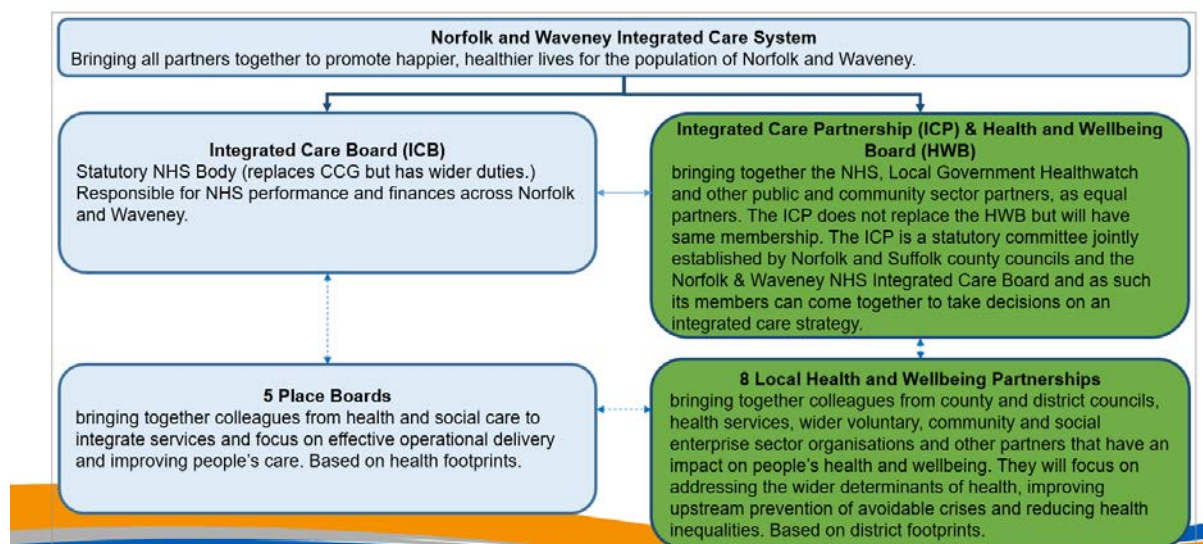 Norfolk and Waveney Integrated Care System
Bringing all partners together to promote happier, healthier lives for the population of Norfolk and Waveney.
Integrated Care Board (ICB)
Statutory NHS Body (replaces CCG but has wider duties.)
Responsible for NHS performance and finances across Norfolk
and Waveney.
Integrated Care Partnership (ICP) & Health and Wellbeing
Board (HWB)
bringing together the NHS, Local Government Healthwatch
and other public and community sector partners, as equal
partners. The ICP does not replace the HWB but will have
same membership. The ICP is a statutory committee jointly
established by Norfolk and Suffolk county councils and the
Norfolk & Waveney NHS Integrated Care Board and as such
its members can come together to take decisions on an
integrated care strategy.
5 Place Boards
bringing together colleagues from health and social care to
integrate services and focus on effective operational delivery
and improving people's care. Based on health footprints.
8 Local Health and Wellbeing Partnerships
bringing together colleagues from county and district councils,
health services, wider voluntary, community and social
enterprise sector organisations and other partners that have an
impact on people's health and wellbeing. They will focus on
addressing the wider determinants of health, improving
upstream prevention of avoidable crises and reducing health
inequalities. Based on district footprints.